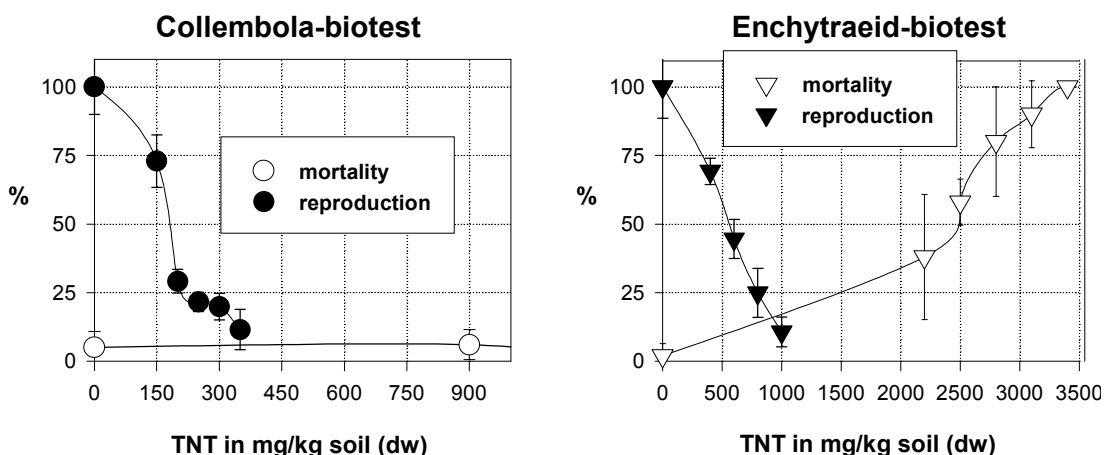 Collembola-biotest
100
75
50
25
0
%
mortality
reproduction
0 150 300 450 600 750 900
TNT in mg/kg soil (dw)
Enchytraeid-biotest
100
75
50
25
0
%
mortality
reproduction
0 500 1000 1500 2000 2500 3000 3500
TNT in mg/kg soil (dw)